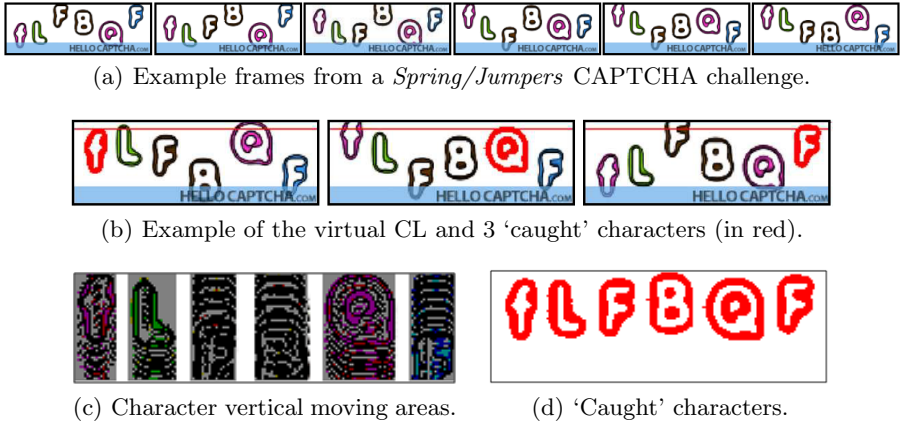 f L F B Q F f L F B Q F f L F B Q F f L F B Q F f L F B Q F f L F B Q F
HELLO CAPTCHA.COM HELLO CAPTCHA.COM HELLO CAPTCHA.COM HELLO CAPTCHA.COM HELLO CAPTCHA.COM HELLO CAPTCHA.COM
(a) Example frames from a Spring/Jumpers CAPTCHA challenge.
f L F B Q F f L F B Q F f L F B Q F
HELLO CAPTCHA.COM HELLO CAPTCHA.COM HELLO CAPTCHA.COM
(b) Example of the virtual CL and 3 ‘caught’ characters (in red).
f L F B Q F
(c) Character vertical moving areas. (d) ‘Caught’ characters.